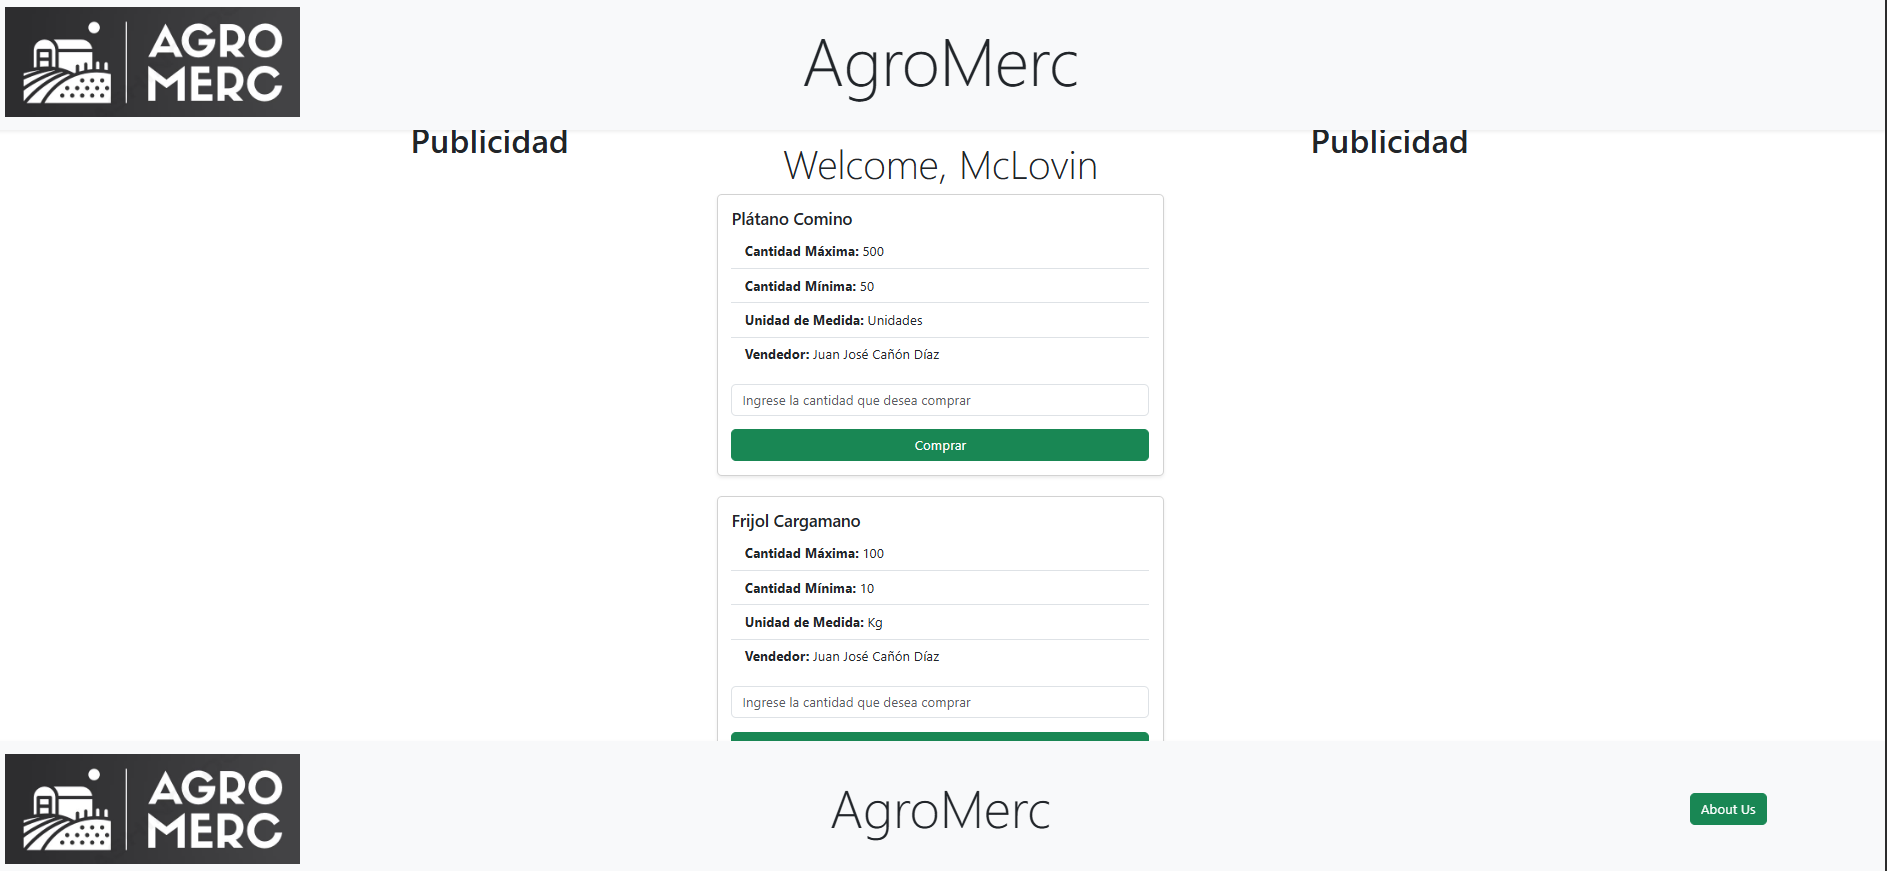 AGRO
MERC
AgroMerc
Publicidad
Publicidad
Welcome, McLovin
Plátano Comino
Cantidad Máxima: 500
Cantidad Mínima: 50
Unidad de Medida: Unidades
Vendedor: Juan José Cañón Díaz
Ingrese la cantidad que desea comprar
Comprar
Frijol Cargamano
Cantidad Máxima: 100
Cantidad Mínima: 10
Unidad de Medida: Kg
Vendedor: Juan José Cañón Díaz
Ingrese la cantidad que desea comprar
AGRO
MERC
AgroMerc
About Us